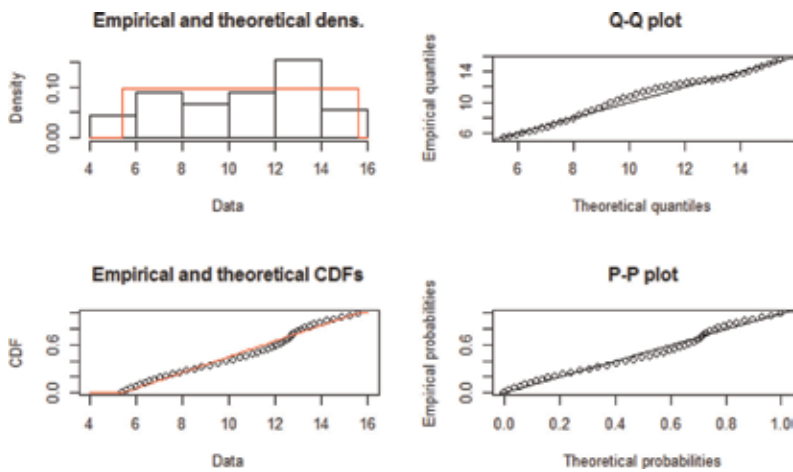 Empirical and theoretical dens.
Density
0.00 0.10
4 6 8 10 12 14 16
Data
Q-Q plot
Empirical quantiles
6 10 14
6 8 10 12 14
Theoretical quantiles
Empirical and theoretical CDFs
CDF
0.0 0.6
4 6 8 10 12 14 16
Data
P-P plot
Empirical probabilities
0.0 0.6
0.0 0.2 0.4 0.6 0.8 1.0
Theoretical probabilities